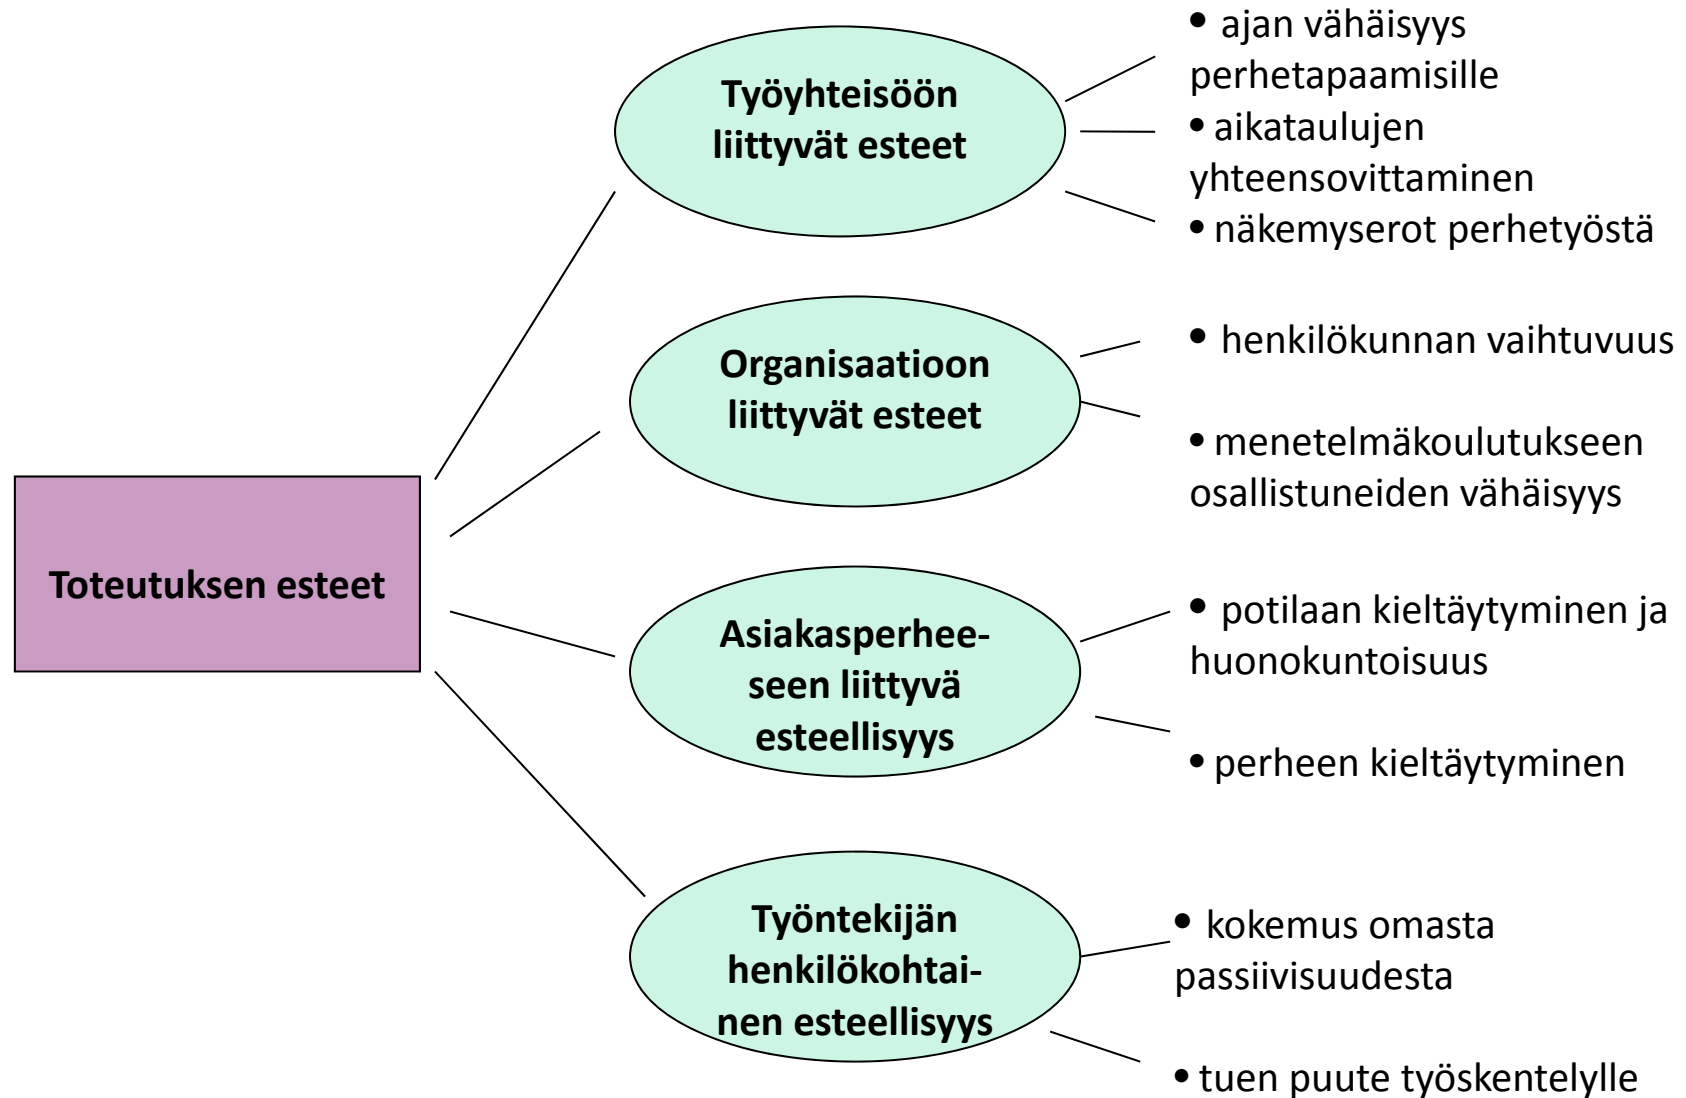 Toteutuksen esteet
Työyhteisöön
liittyvät esteet
• ajan vähäisyys
perhetapaamisille
• aikataulujen
yhteensovittaminen
• näkemyserot perhetyöstä
Organisaatioon
liittyvät esteet
• henkilökunnan vaihtuvuus
• menetelmäkoulutukseen
osallistuneiden vähäisyys
Asiakasperhee-
seen liittyvä
esteellisyys
• potilaan kieltäytyminen ja
huonokuntoisuus
• perheen kieltäytyminen
Työntekijän
henkilökohtai-
nen esteellisyys
• kokemus omasta
passiivisuudesta
• tuen puute työskentelylle